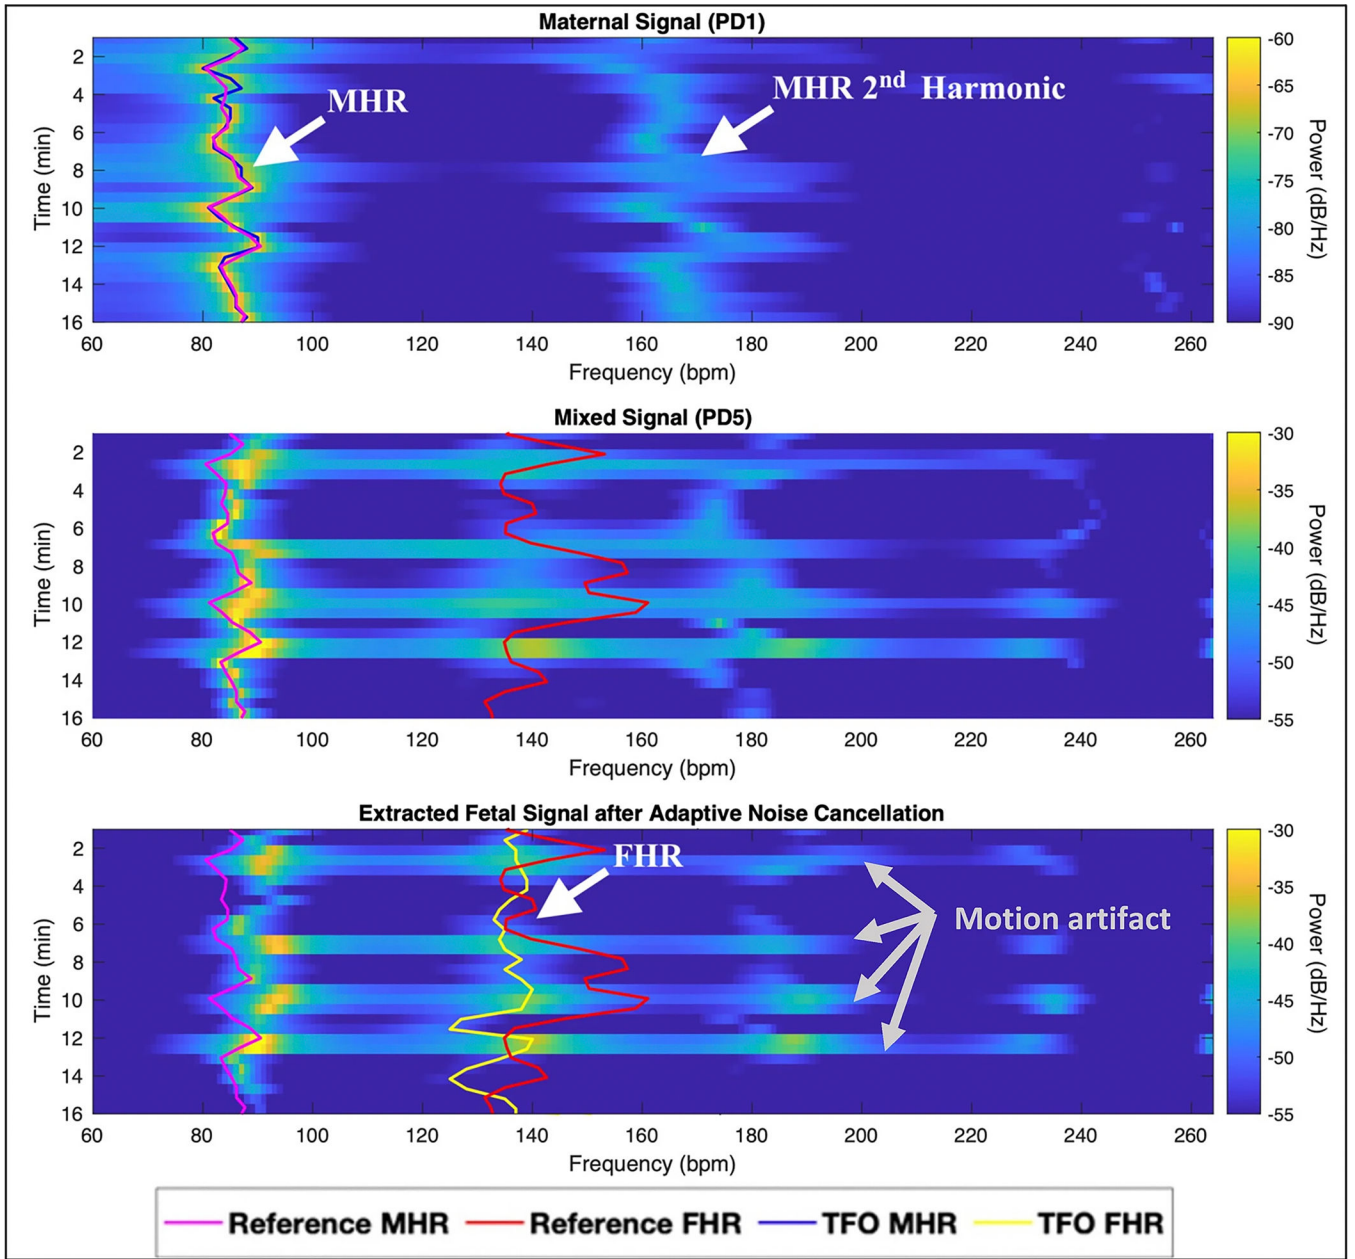 Maternal Signal (PD1)
MHR
MHR 2nd Harmonic
Time (min)
2
4
6
8
10
12
14
16
60 80 100 120 140 160 180 200 220 240 260
Frequency (bpm)
-60
-65
-70
-75
-80
-85
-90
Power (dB/Hz)
Mixed Signal (PD5)
Time (min)
2
4
6
8
10
12
14
16
60 80 100 120 140 160 180 200 220 240 260
Frequency (bpm)
-30
-35
-40
-45
-50
-55
Power (dB/Hz)
Extracted Fetal Signal after Adaptive Noise Cancellation
FHR
Motion artifact
Time (min)
2
4
6
8
10
12
14
16
60 80 100 120 140 160 180 200 220 240 260
Frequency (bpm)
-30
-35
-40
-45
-50
-55
Power (dB/Hz)
Reference MHR Reference FHR TFO MHR TFO FHR